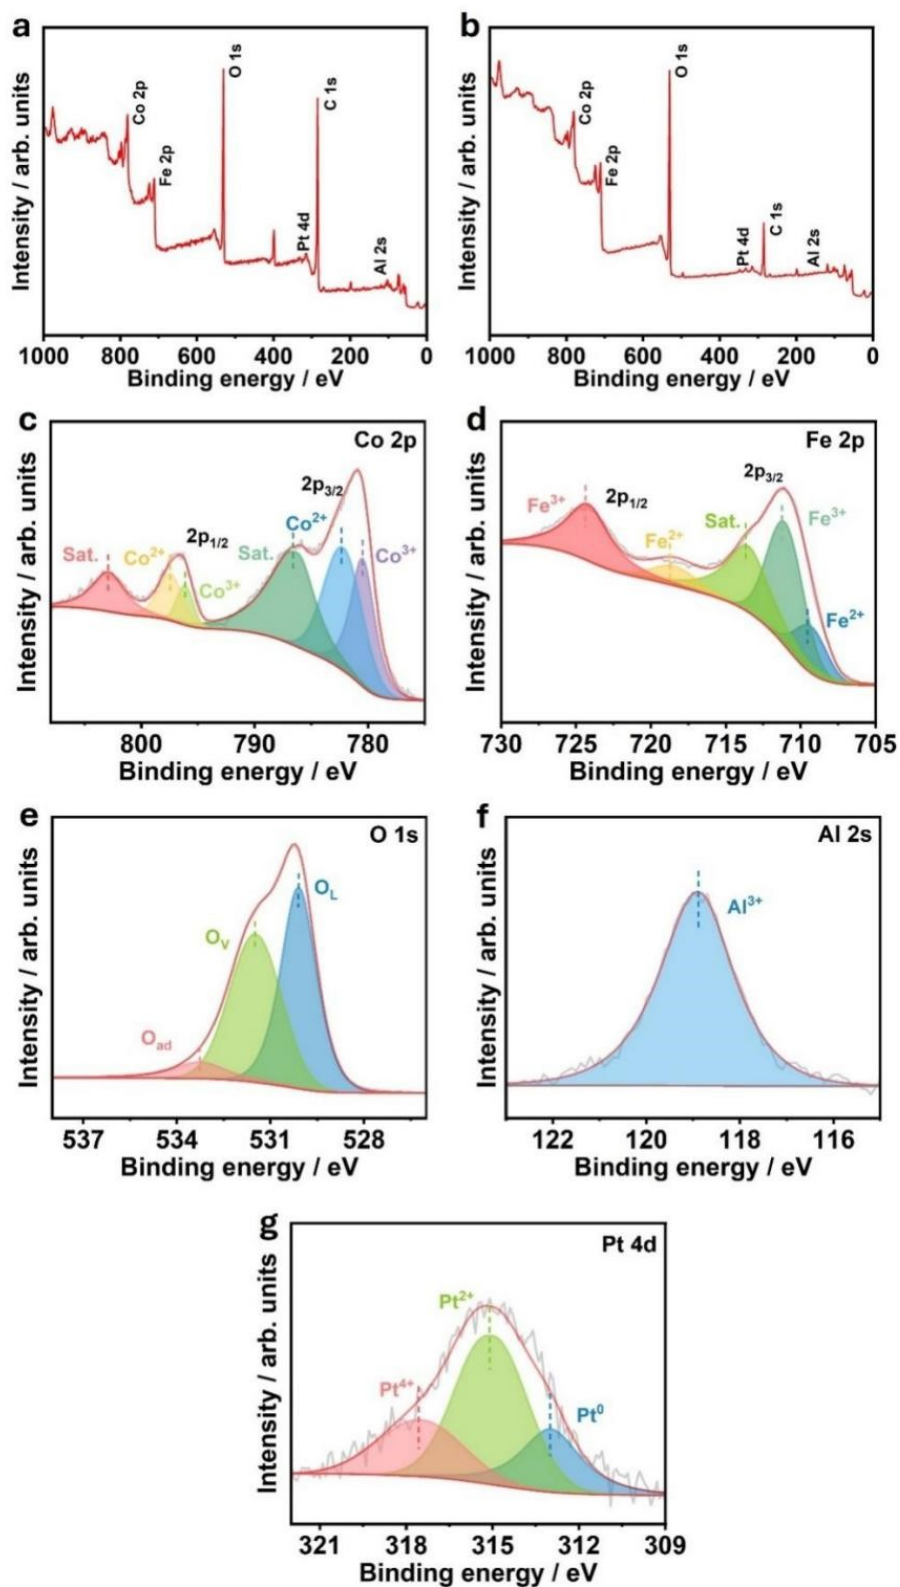 a
Intensity / arb. units
Co 2p
Fe 2p
O 1s
Pt 4d
C 1s
Al 2s
1000 800 600 400 200 0
Binding energy / eV
b
Intensity / arb. units
Co 2p
Fe 2p
O 1s
Pt 4d
C 1s
Al 2s
1000 800 600 400 200 0
Binding energy / eV
c
Co 2p
Intensity / arb. units
2p3/2
Co2+
2p1/2
Sat.
Co2+
Co3+
Sat.
Co3+
800 790 780
Binding energy / eV
d
Fe 2p
Intensity / arb. units
2p3/2
Fe3+
2p1/2
Fe2+
Sat.
Fe3+
Fe2+
730 725 720 715 710 705
Binding energy / eV
e
O 1s
Intensity / arb. units
OL
OV
Oad
537 534 531 528
Binding energy / eV
f
Al 2s
Intensity / arb. units
Al3+
122 120 118 116
Binding energy / eV
Pt 4d
Intensity / arb. units
Pt2+
Pt4+
Pt0
321 318 315 312 309
Binding energy / eV